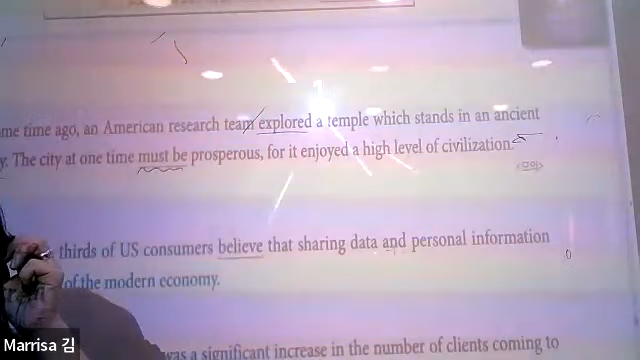 me time ago, an American research team explored a temple which stands in an ancient
y. The city at one time must be prosperous, for it enjoyed a high level of civilization.
thirds of US consumers believe that sharing data and personal information
of the modern economy.
was a significant increase in the number of clients coming to
Marrisa 김